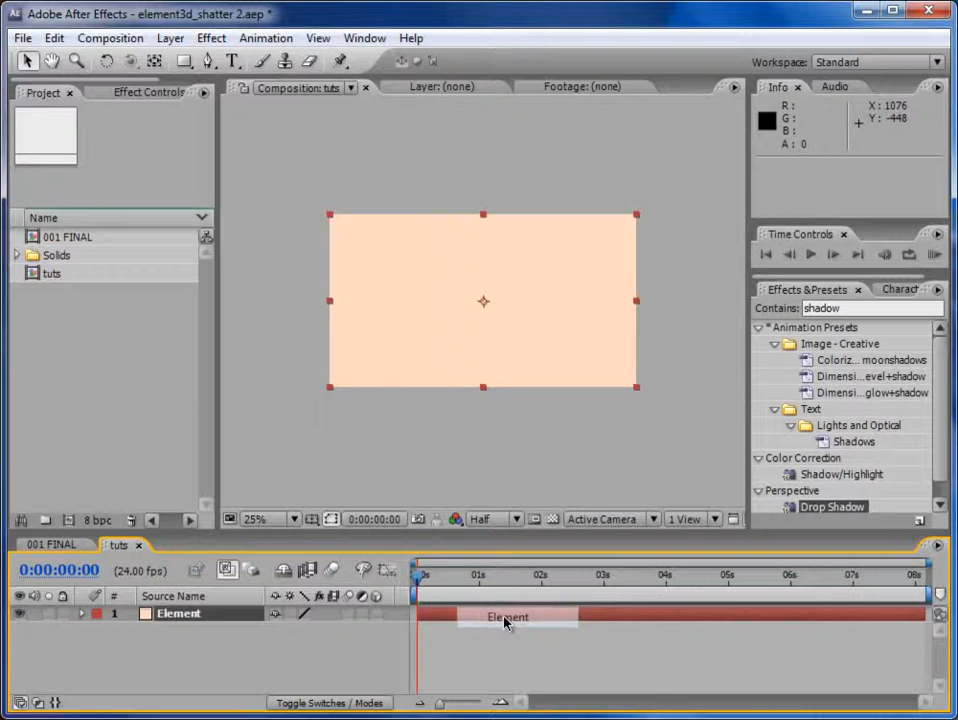 Adobe After Effects - element3d_shatter 2.aep *
File Edit Composition Layer Effect Animation View Window Help
Workspace: Standard
Project Effect Controls
Composition: tuts Layer: (none) Footage: (none)
Info Audio
R : X : 1076
G : Y : -448
B :
A : 0
Name
001 FINAL
Solids
tuts
Time Controls
Effects & Presets Charact
Contains: shadow
* Animation Presets
Image - Creative
Coloriz... moonshadows
Dimensi...evel+shadow
Dimensi...glow+shadow
Text
Lights and Optical
Shadows
Color Correction
Shadow/Highlight
Perspective
Drop Shadow
8 bpc
25% 0:00:00:00 Half Active Camera 1 View
001 FINAL tuts
0:00:00:00 (24.00 fps)
0s 01s 02s 03s 04s 05s 06s 07s 08s
# Source Name
1 Element
Element
Toggle Switches / Modes